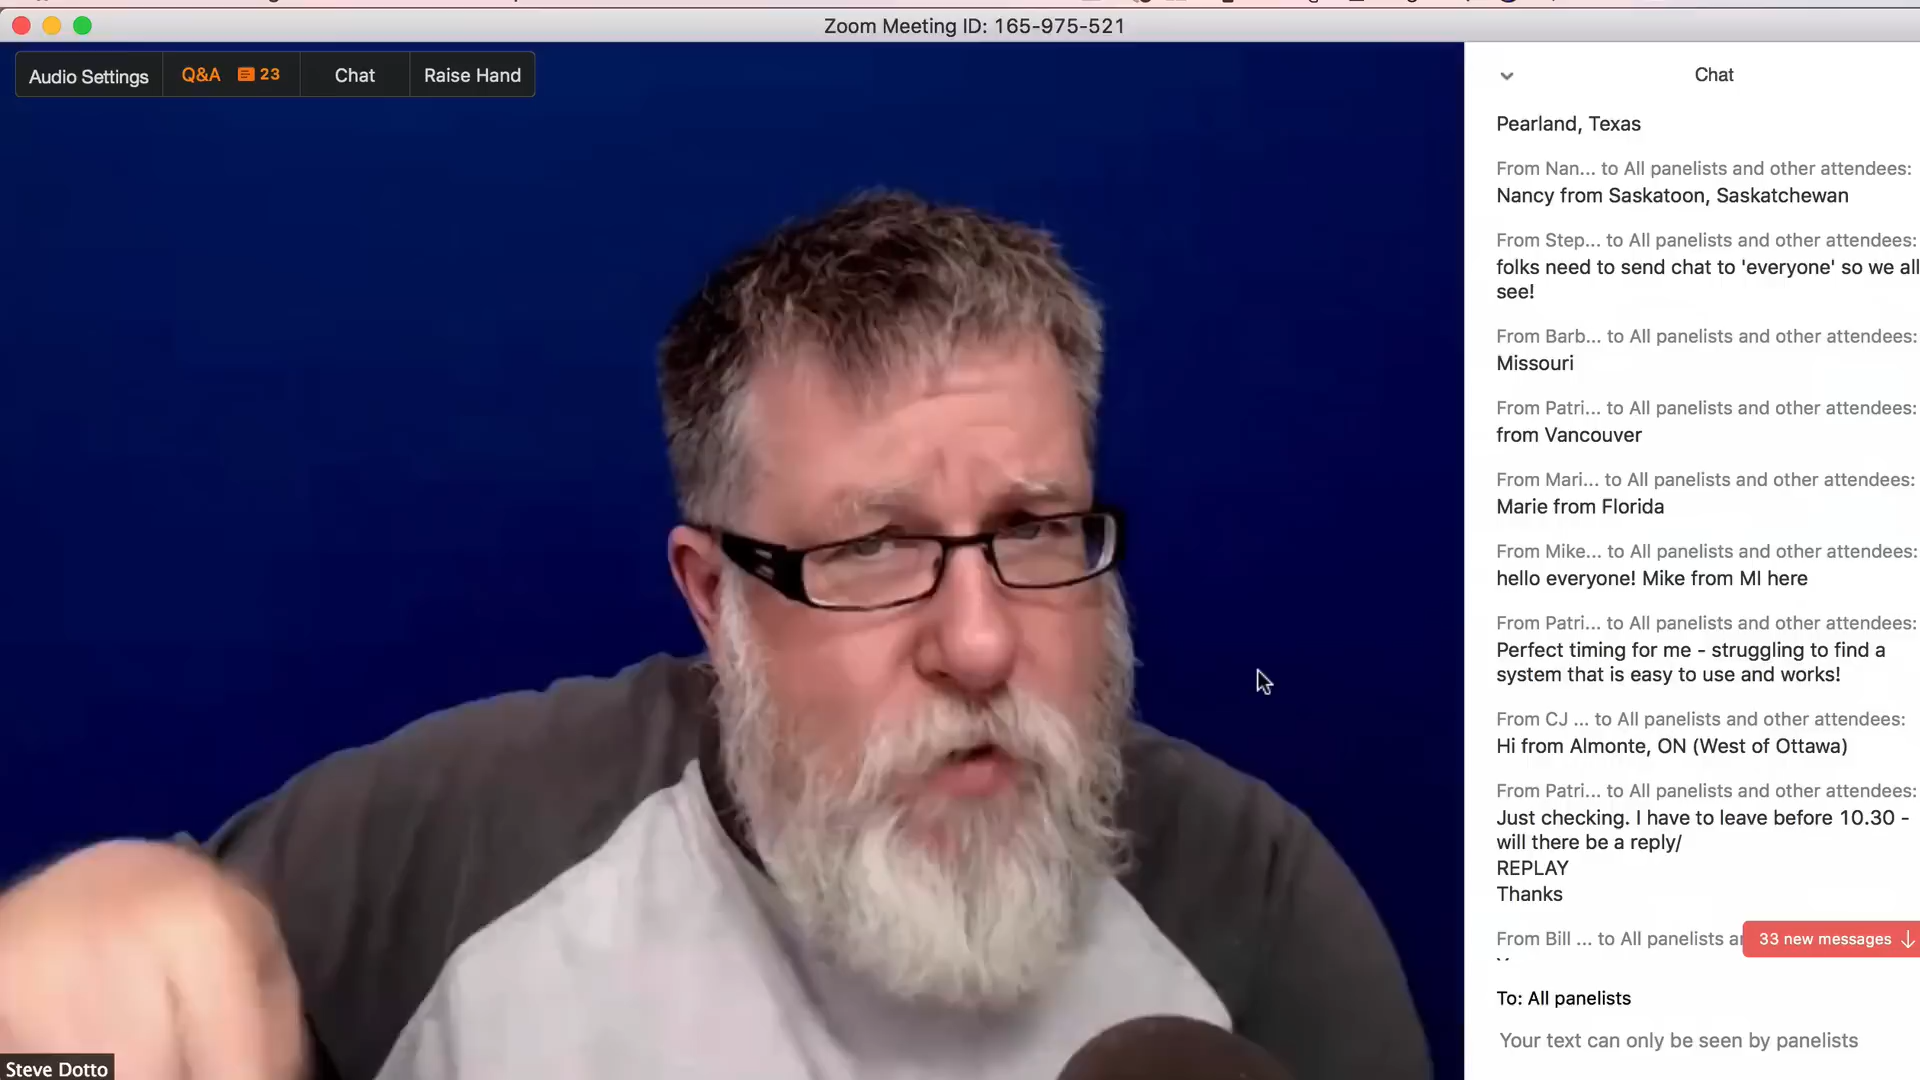 Zoom Meeting ID: 165-975-521
Audio Settings
Q&A 23
Chat
Raise Hand
Chat
Pearland, Texas
From Nan... to All panelists and other attendees:
Nancy from Saskatoon, Saskatchewan
From Step... to All panelists and other attendees:
folks need to send chat to 'everyone' so we all
see!
From Barb... to All panelists and other attendees:
Missouri
From Patri... to All panelists and other attendees:
from Vancouver
From Mari... to All panelists and other attendees:
Marie from Florida
From Mike... to All panelists and other attendees:
hello everyone! Mike from MI here
From Patri... to All panelists and other attendees:
Perfect timing for me - struggling to find a
system that is easy to use and works!
From CJ ... to All panelists and other attendees:
Hi from Almonte, ON (West of Ottawa)
From Patri... to All panelists and other attendees:
Just checking. I have to leave before 10.30 -
will there be a reply/
REPLAY
Thanks
From Bill ... to All panelists
33 new messages
To: All panelists
Your text can only be seen by panelists
Steve Dotto